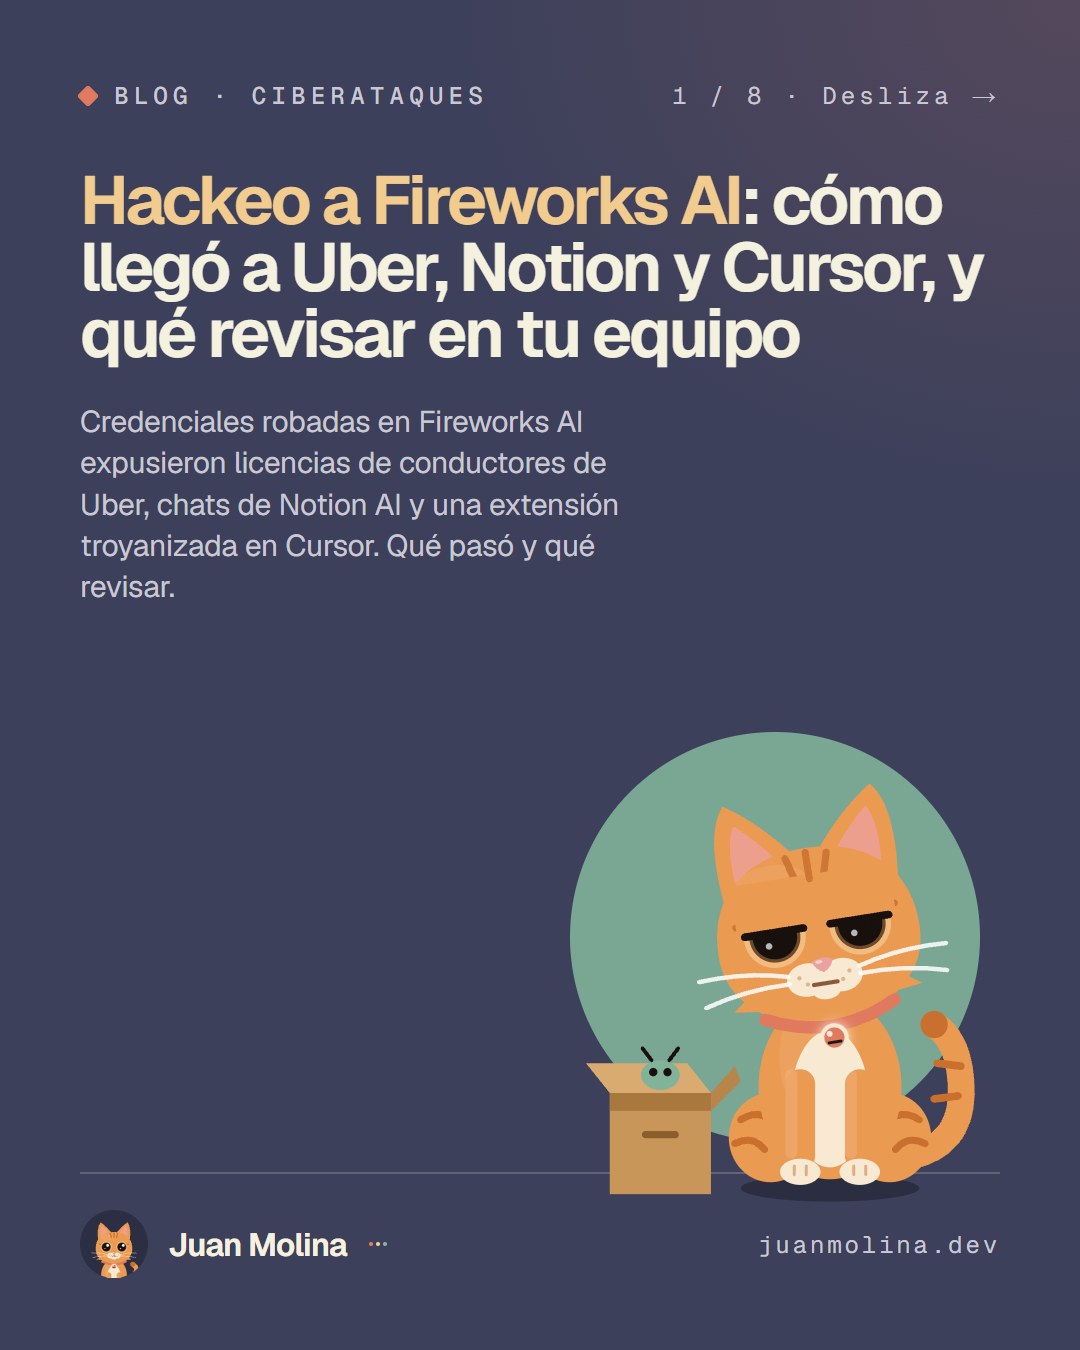 BLOG · CIBERATAQUES
1 / 8 · Desliza →
Hackeo a Fireworks AI: cómo
llegó a Uber, Notion y Cursor, y
qué revisar en tu equipo
Credenciales robadas en Fireworks AI
expusieron licencias de conductores de
Uber, chats de Notion AI y una extensión
troyanizada en Cursor. Qué pasó y qué
revisar.
Juan Molina
juanmolina.dev